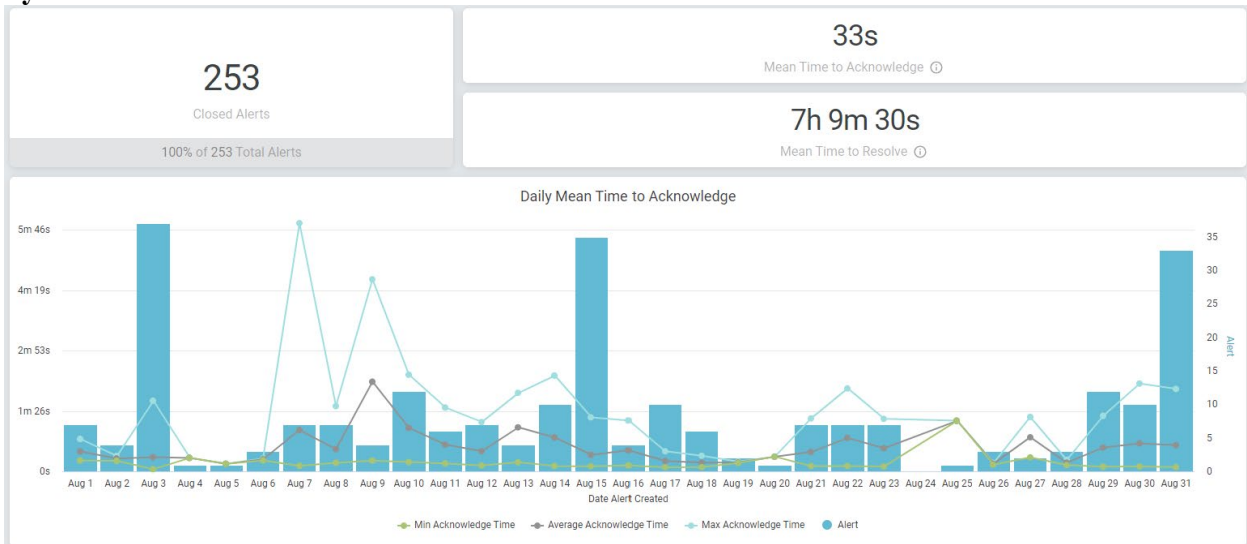 253
Closed Alerts
100% of 253 Total Alerts
33s
Mean Time to Acknowledge
7h 9m 30s
Mean Time to Resolve
Daily Mean Time to Acknowledge
5m 46s
4m 19s
2m 53s
1m 26s
0s
35
30
25
20
15
10
5
0
Alert
Aug 1 Aug 2 Aug 3 Aug 4 Aug 5 Aug 6 Aug 7 Aug 8 Aug 9 Aug 10 Aug 11 Aug 12 Aug 13 Aug 14 Aug 15 Aug 16 Aug 17 Aug 18 Aug 19 Aug 20 Aug 21 Aug 22 Aug 23 Aug 24 Aug 25 Aug 26 Aug 27 Aug 28 Aug 29 Aug 30 Aug 31
Date Alert Created
Min Acknowledge Time Average Acknowledge Time Max Acknowledge Time Alert